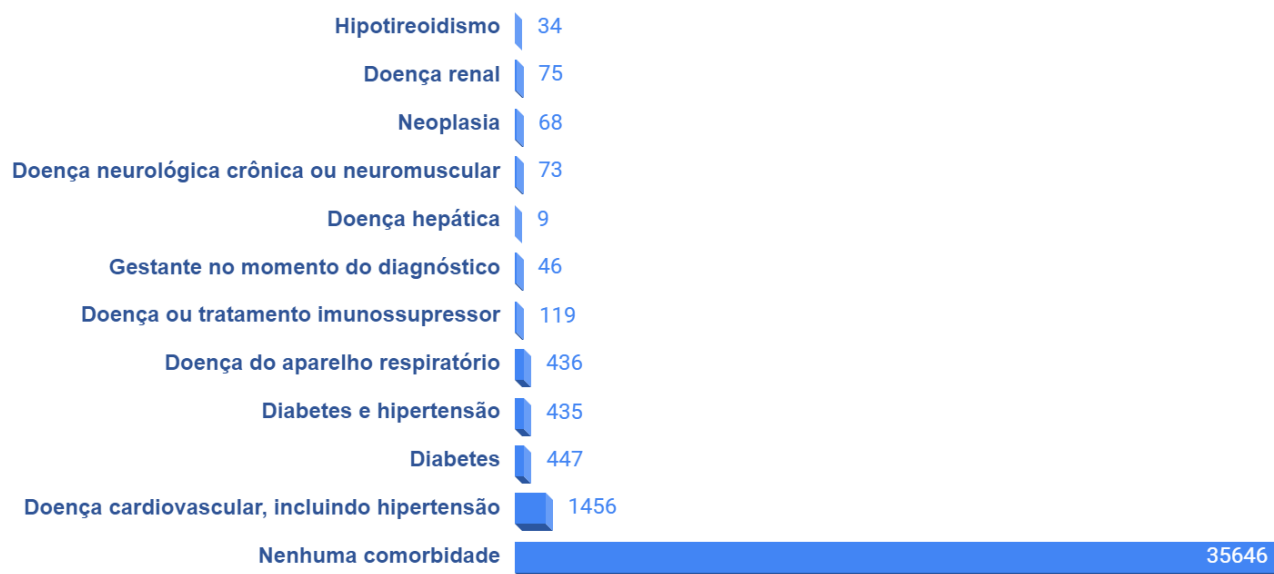 Hipotireoidismo 34
Doença renal 75
Neoplasia 68
Doença neurológica crônica ou neuromuscular 73
Doença hepática 9
Gestante no momento do diagnóstico 46
Doença ou tratamento imunossupressor 119
Doença do aparelho respiratório 436
Diabetes e hipertensão 435
Diabetes 447
Doença cardiovascular, incluindo hipertensão 1456
Nenhuma comorbidade 35646